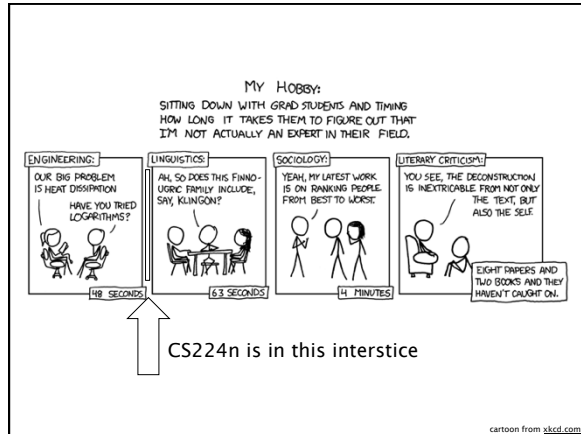 MY HOBBY:
SITTING DOWN WITH GRAD STUDENTS AND TIMING
HOW LONG IT TAKES THEM TO FIGURE OUT THAT
I'M NOT ACTUALLY AN EXPERT IN THEIR FIELD.
ENGINEERING:
OUR BIG PROBLEM
IS HEAT DISSIPATION
HAVE YOU TRIED
LOGARITHMS?
48 SECONDS
LINGUISTICS:
AH, SO DOES THIS FINNO-
UGRIC FAMILY INCLUDE,
SAY, KLINGON?
63 SECONDS
SOCIOLOGY:
YEAH, MY LATEST WORK
IS ON RANKING PEOPLE
FROM BEST TO WORST.
4 MINUTES
LITERARY CRITICISM:
YOU SEE, THE DECONSTRUCTION
IS INEXTRICABLE FROM NOT ONLY
THE TEXT, BUT
ALSO THE SELF.
EIGHT PAPERS AND
TWO BOOKS AND THEY
HAVEN'T CAUGHT ON.
CS224n is in this interstice
cartoon from xkcd.com